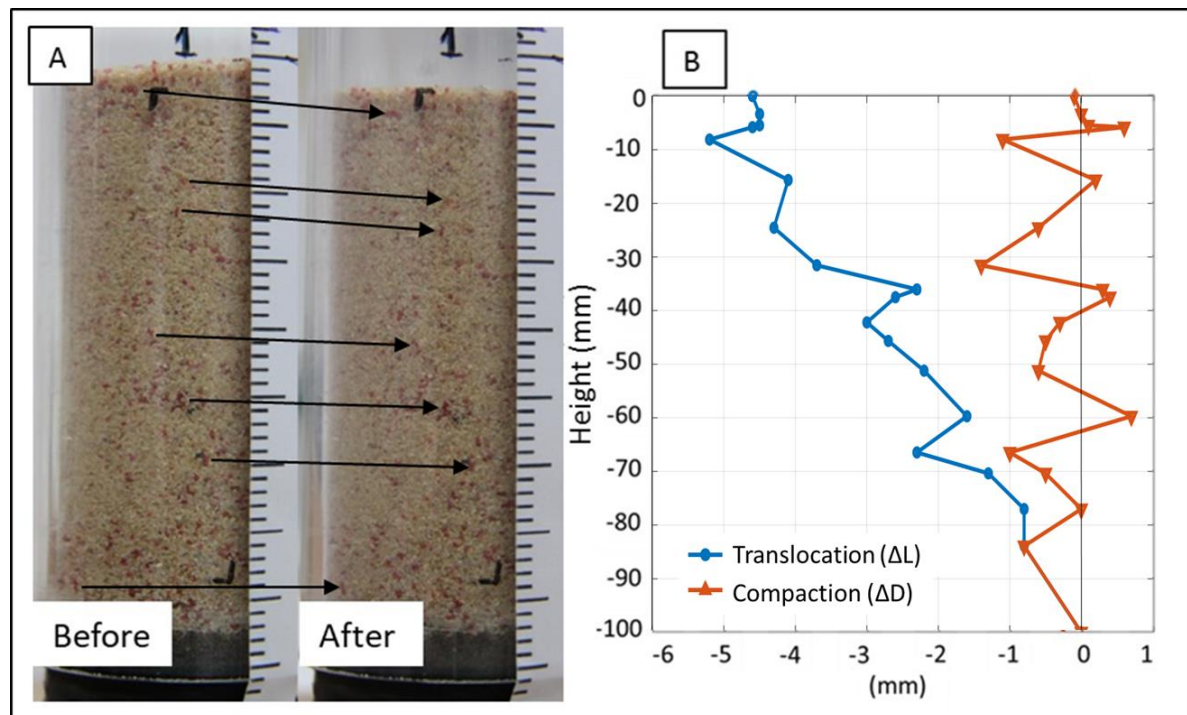 A
1
1
Before
After
B
0
-10
-20
-30
-40
-50
-60
-70
-80
-90
-100
Height (mm)
Translocation (ΔL)
Compaction (ΔD)
-6 -5 -4 -3 -2 -1 0 1
(mm)